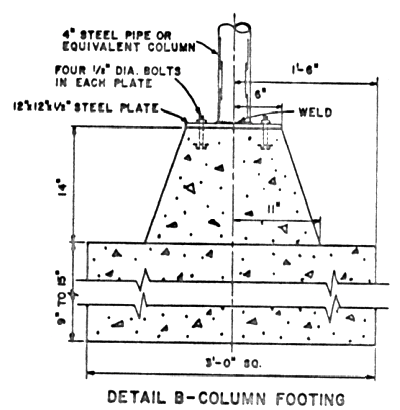 4" STEEL PIPE OR
EQUIVALENT COLUMN
FOUR 1/2" DIA. BOLTS
IN EACH PLATE
12"x12"x1/2" STEEL PLATE
1'-6"
6"
WELD
14"
11"
9" TO 15"
3'-0" SQ.
DETAIL B-COLUMN FOOTING